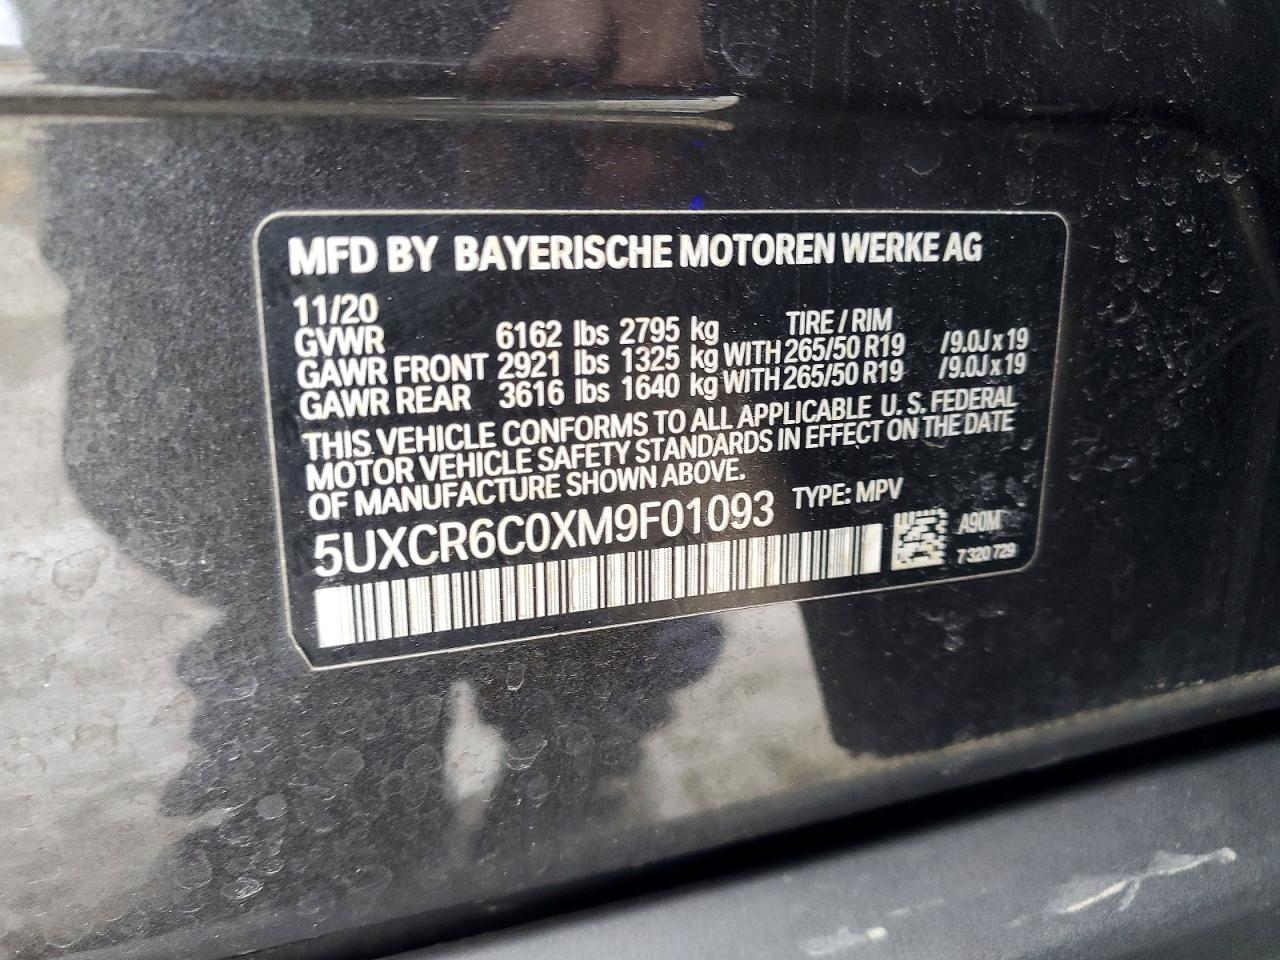 MFD BY BAYERISCHE MOTOREN WERKE AG
11/20
GVWR 6162 lbs 2795 kg TIRE / RIM
GAWR FRONT 2921 lbs 1325 kg WITH 265/50 R19 /9.0J x 19
GAWR REAR 3616 lbs 1640 kg WITH 265/50 R19 /9.0J x 19
THIS VEHICLE CONFORMS TO ALL APPLICABLE U. S. FEDERAL
MOTOR VEHICLE SAFETY STANDARDS IN EFFECT ON THE DATE
OF MANUFACTURE SHOWN ABOVE.
5UXCR6C0XM9F01093 TYPE: MPV
A90M
7 320 729